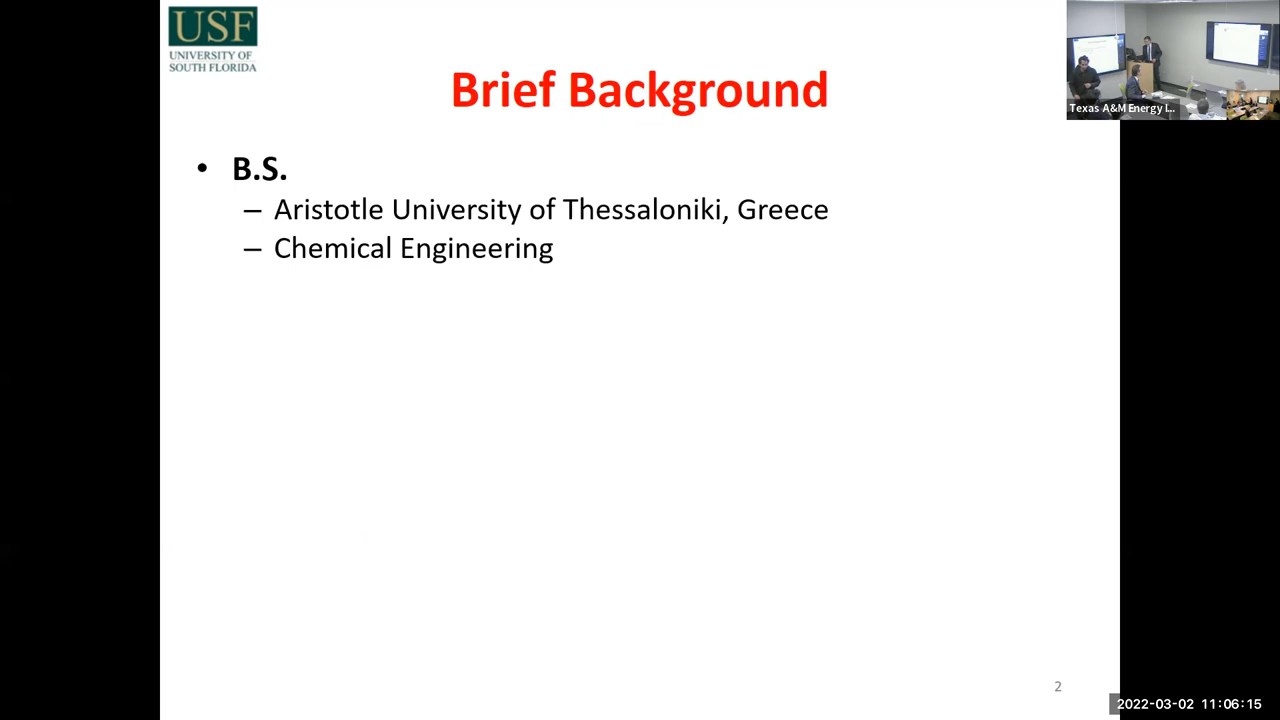 USF
UNIVERSITY OF
SOUTH FLORIDA
Brief Background
• B.S.
– Aristotle University of Thessaloniki, Greece
– Chemical Engineering
Texas A&M Energy I...
2
2022-03-02 11:06:15